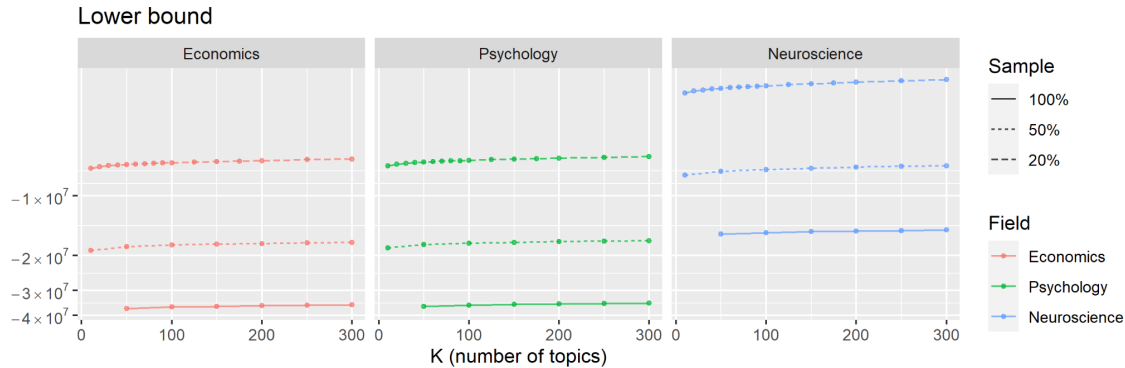 Lower bound
Economics
Psychology
Neuroscience
−1 × 10⁷
−2 × 10⁷
−3 × 10⁷
−4 × 10⁷
0 100 200 300
0 100 200 300
0 100 200 300
K (number of topics)
Sample
100%
50%
20%
Field
Economics
Psychology
Neuroscience